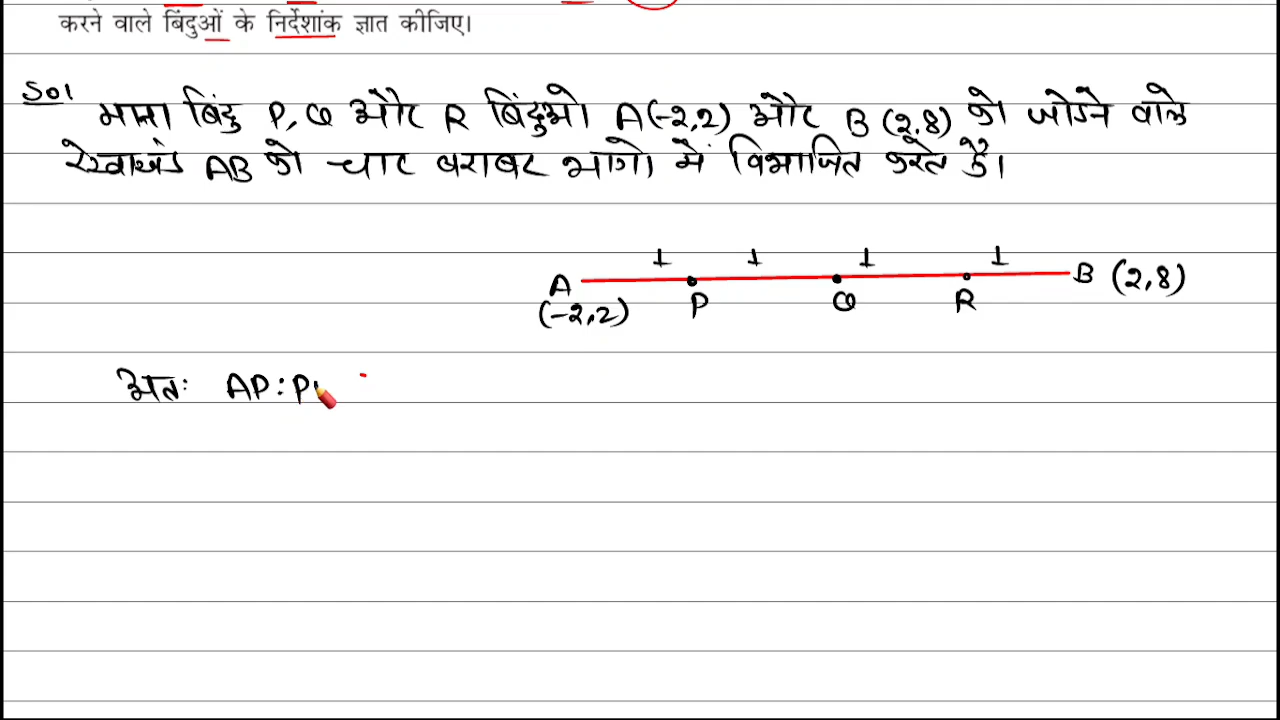 करने वाले बिंदुओं के निर्देशांक ज्ञात कीजिए।
Sol माना बिंदु P, Q और R बिंदुओ A(-2,2) और B (2,8) को जोडने वाले
रेखाखंड AB को चार बराबर भागो में विभाजित करते है।
1 1 1 1
A P Q R B (2,8)
(-2,2)
अतः AP:P